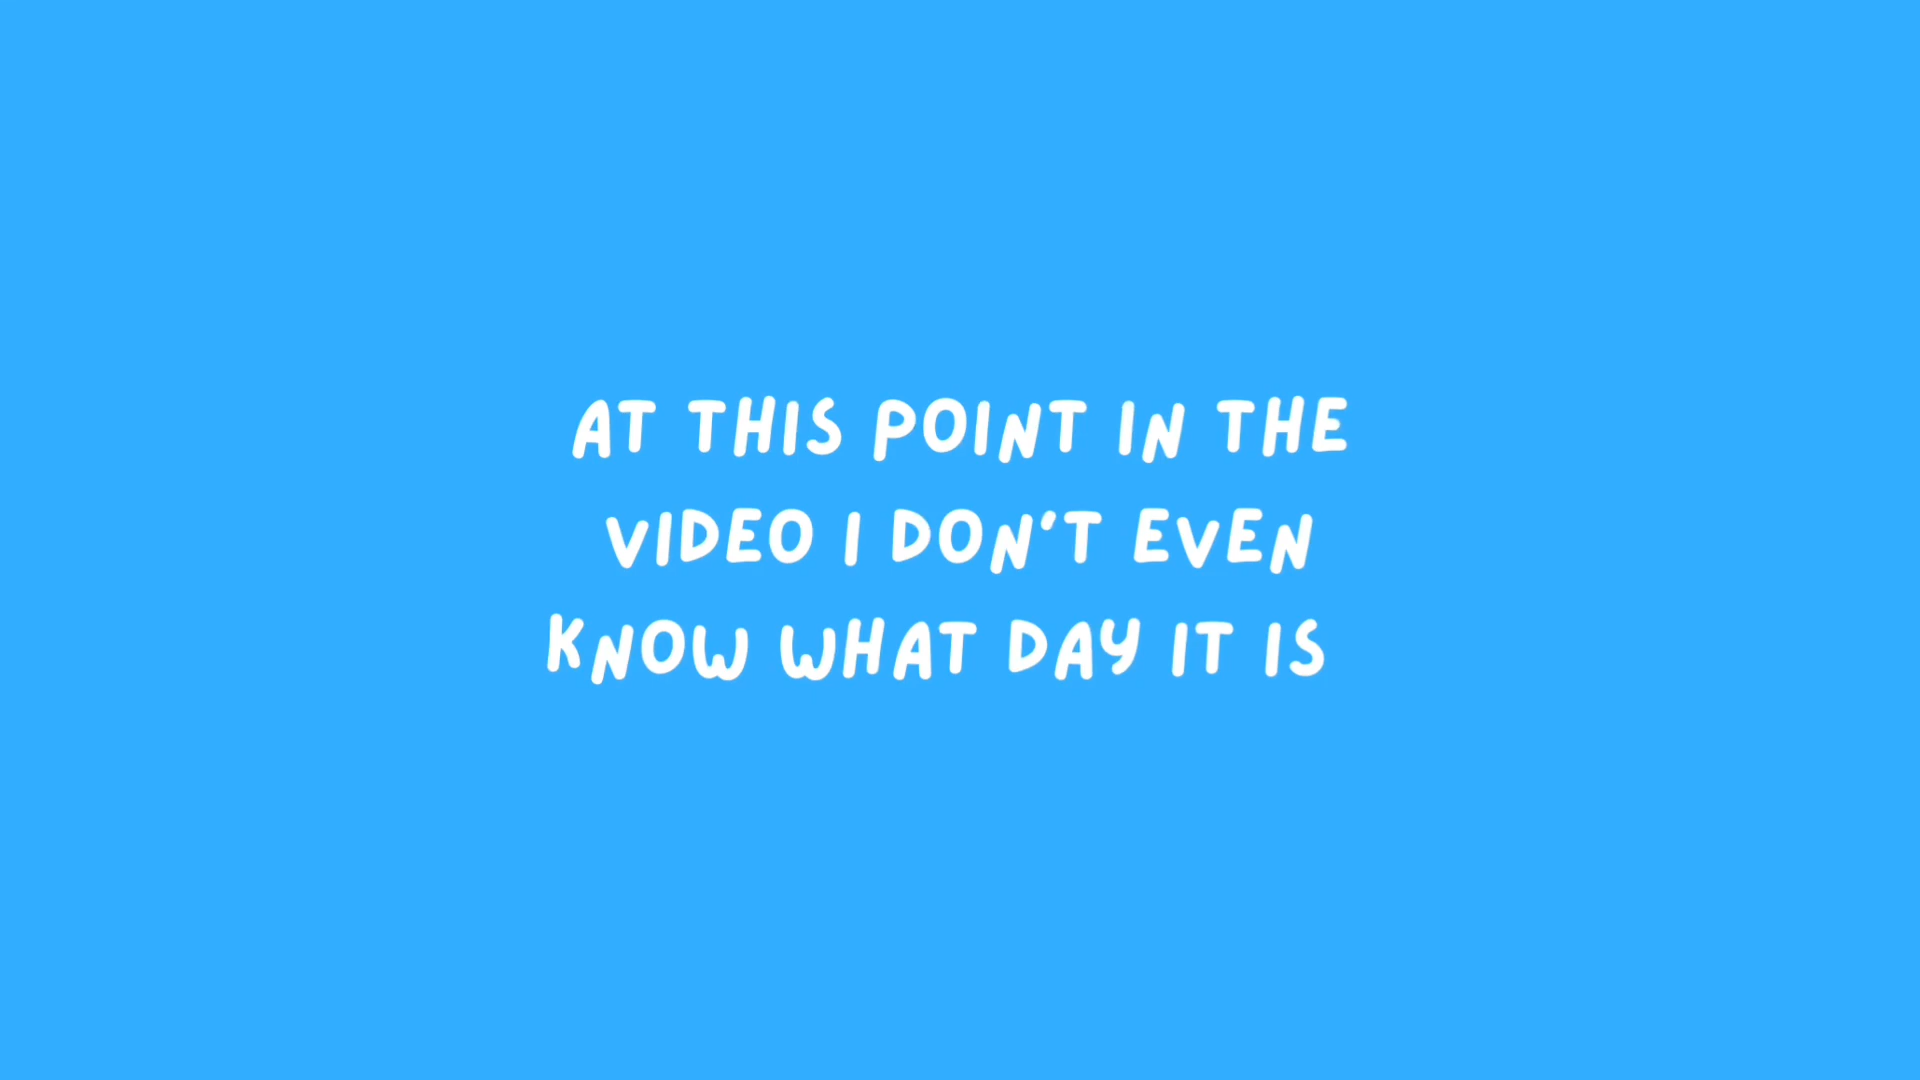 AT THIS POINT IN THE
VIDEO I DON'T EVEN
KNOW WHAT DAY IT IS